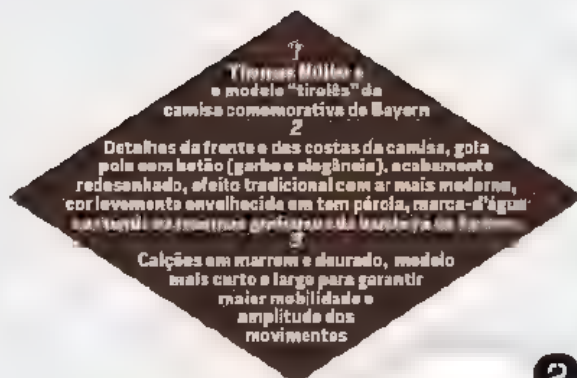 1
Thomas Müller e
o modelo "tirolês" da
camisa comemorativa do Bayern
2
Detalhes da frente e das costas da camisa, gola
polo com botão (garbo e elegância), acabamento
redesenhado, efeito tradicional com ar mais moderno,
cor levemente envelhecida em tom pérola, marca-d'água
3
Calções em marrom e dourado, modelo
mais curto e largo para garantir
maior mobilidade e
amplitude dos
movimentos
2